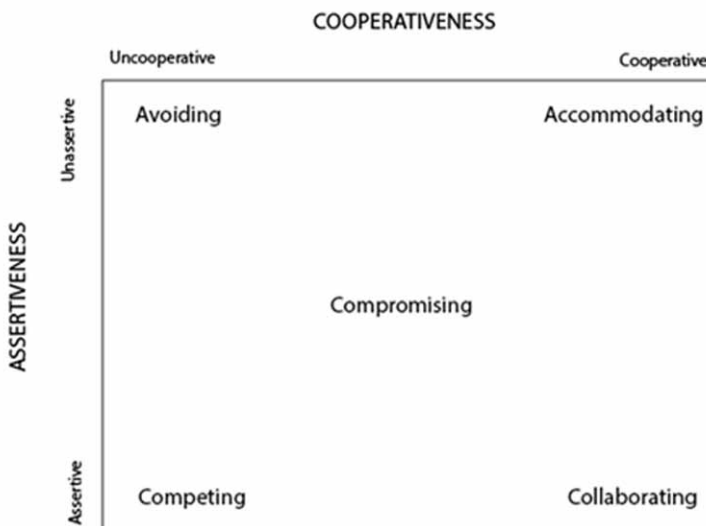 COOPERATIVENESS
Uncooperative
Cooperative
Unassertive
Avoiding
Accommodating
ASSERTIVENESS
Compromising
Assertive
Competing
Collaborating